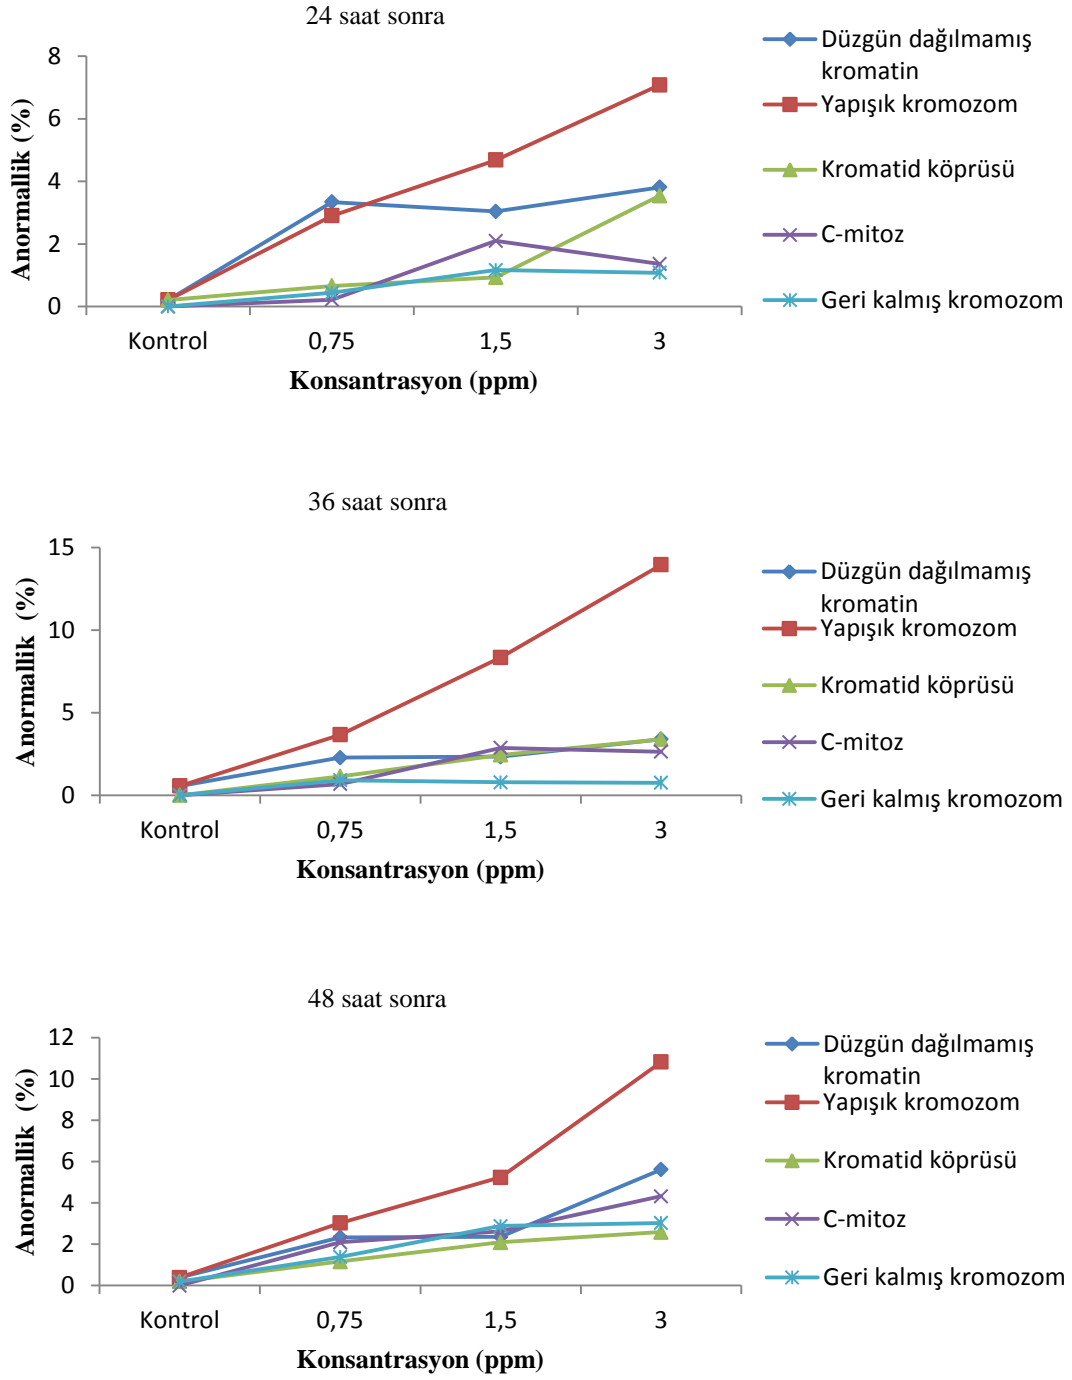 24 saat sonra
8
6
4
2
0
Anormallik (%)
Kontrol 0,75 1,5 3
Konsantrasyon (ppm)
Düzgün dağılmamış
kromatin
Yapışık kromozom
Kromatid köprüsü
C-mitoz
Geri kalmış kromozom
36 saat sonra
15
10
5
0
Anormallik (%)
Kontrol 0,75 1,5 3
Konsantrasyon (ppm)
Düzgün dağılmamış
kromatin
Yapışık kromozom
Kromatid köprüsü
C-mitoz
Geri kalmış kromozom
48 saat sonra
12
10
8
6
4
2
0
Anormallik (%)
Kontrol 0,75 1,5 3
Konsantrasyon (ppm)
Düzgün dağılmamış
kromatin
Yapışık kromozom
Kromatid köprüsü
C-mitoz
Geri kalmış kromozom